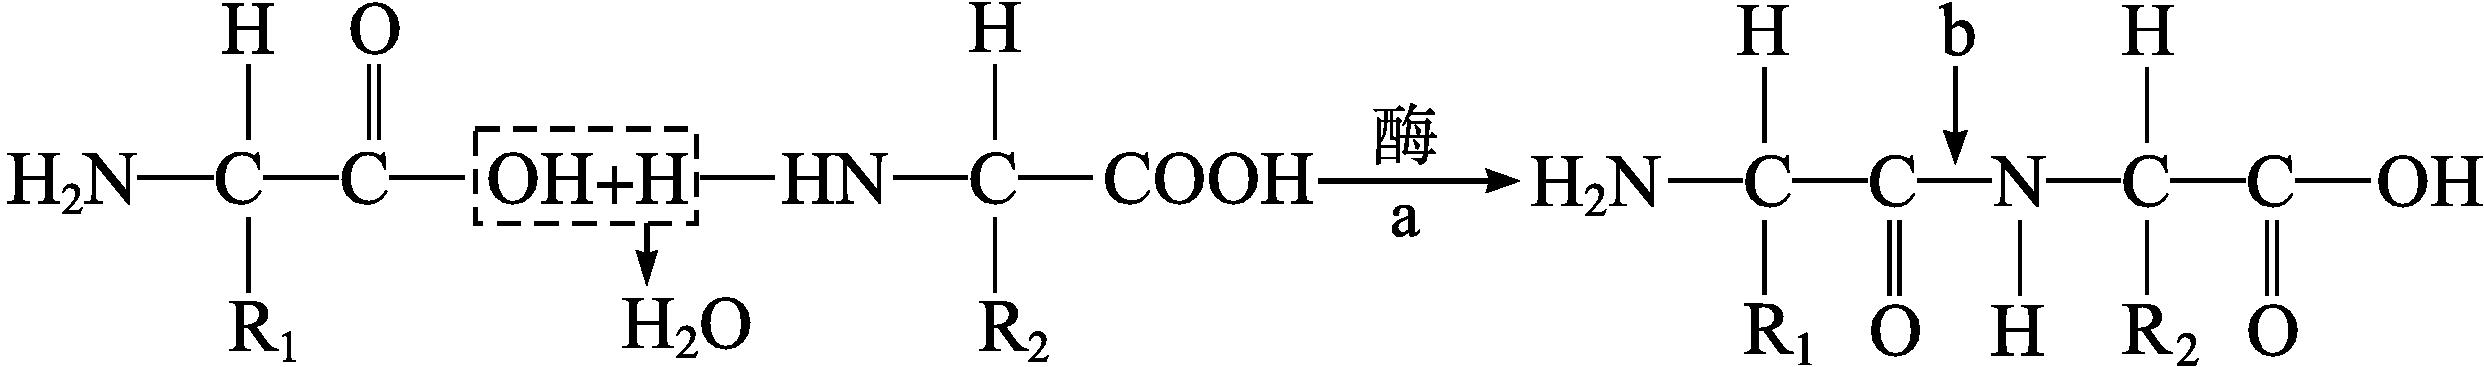 H O H H b H
H₂N—C—C—OH+H—HN—C—COOH 酶 a H₂N—C—C—N—C—C—OH
R₁ H₂O R₂ R₁ O H R₂ O